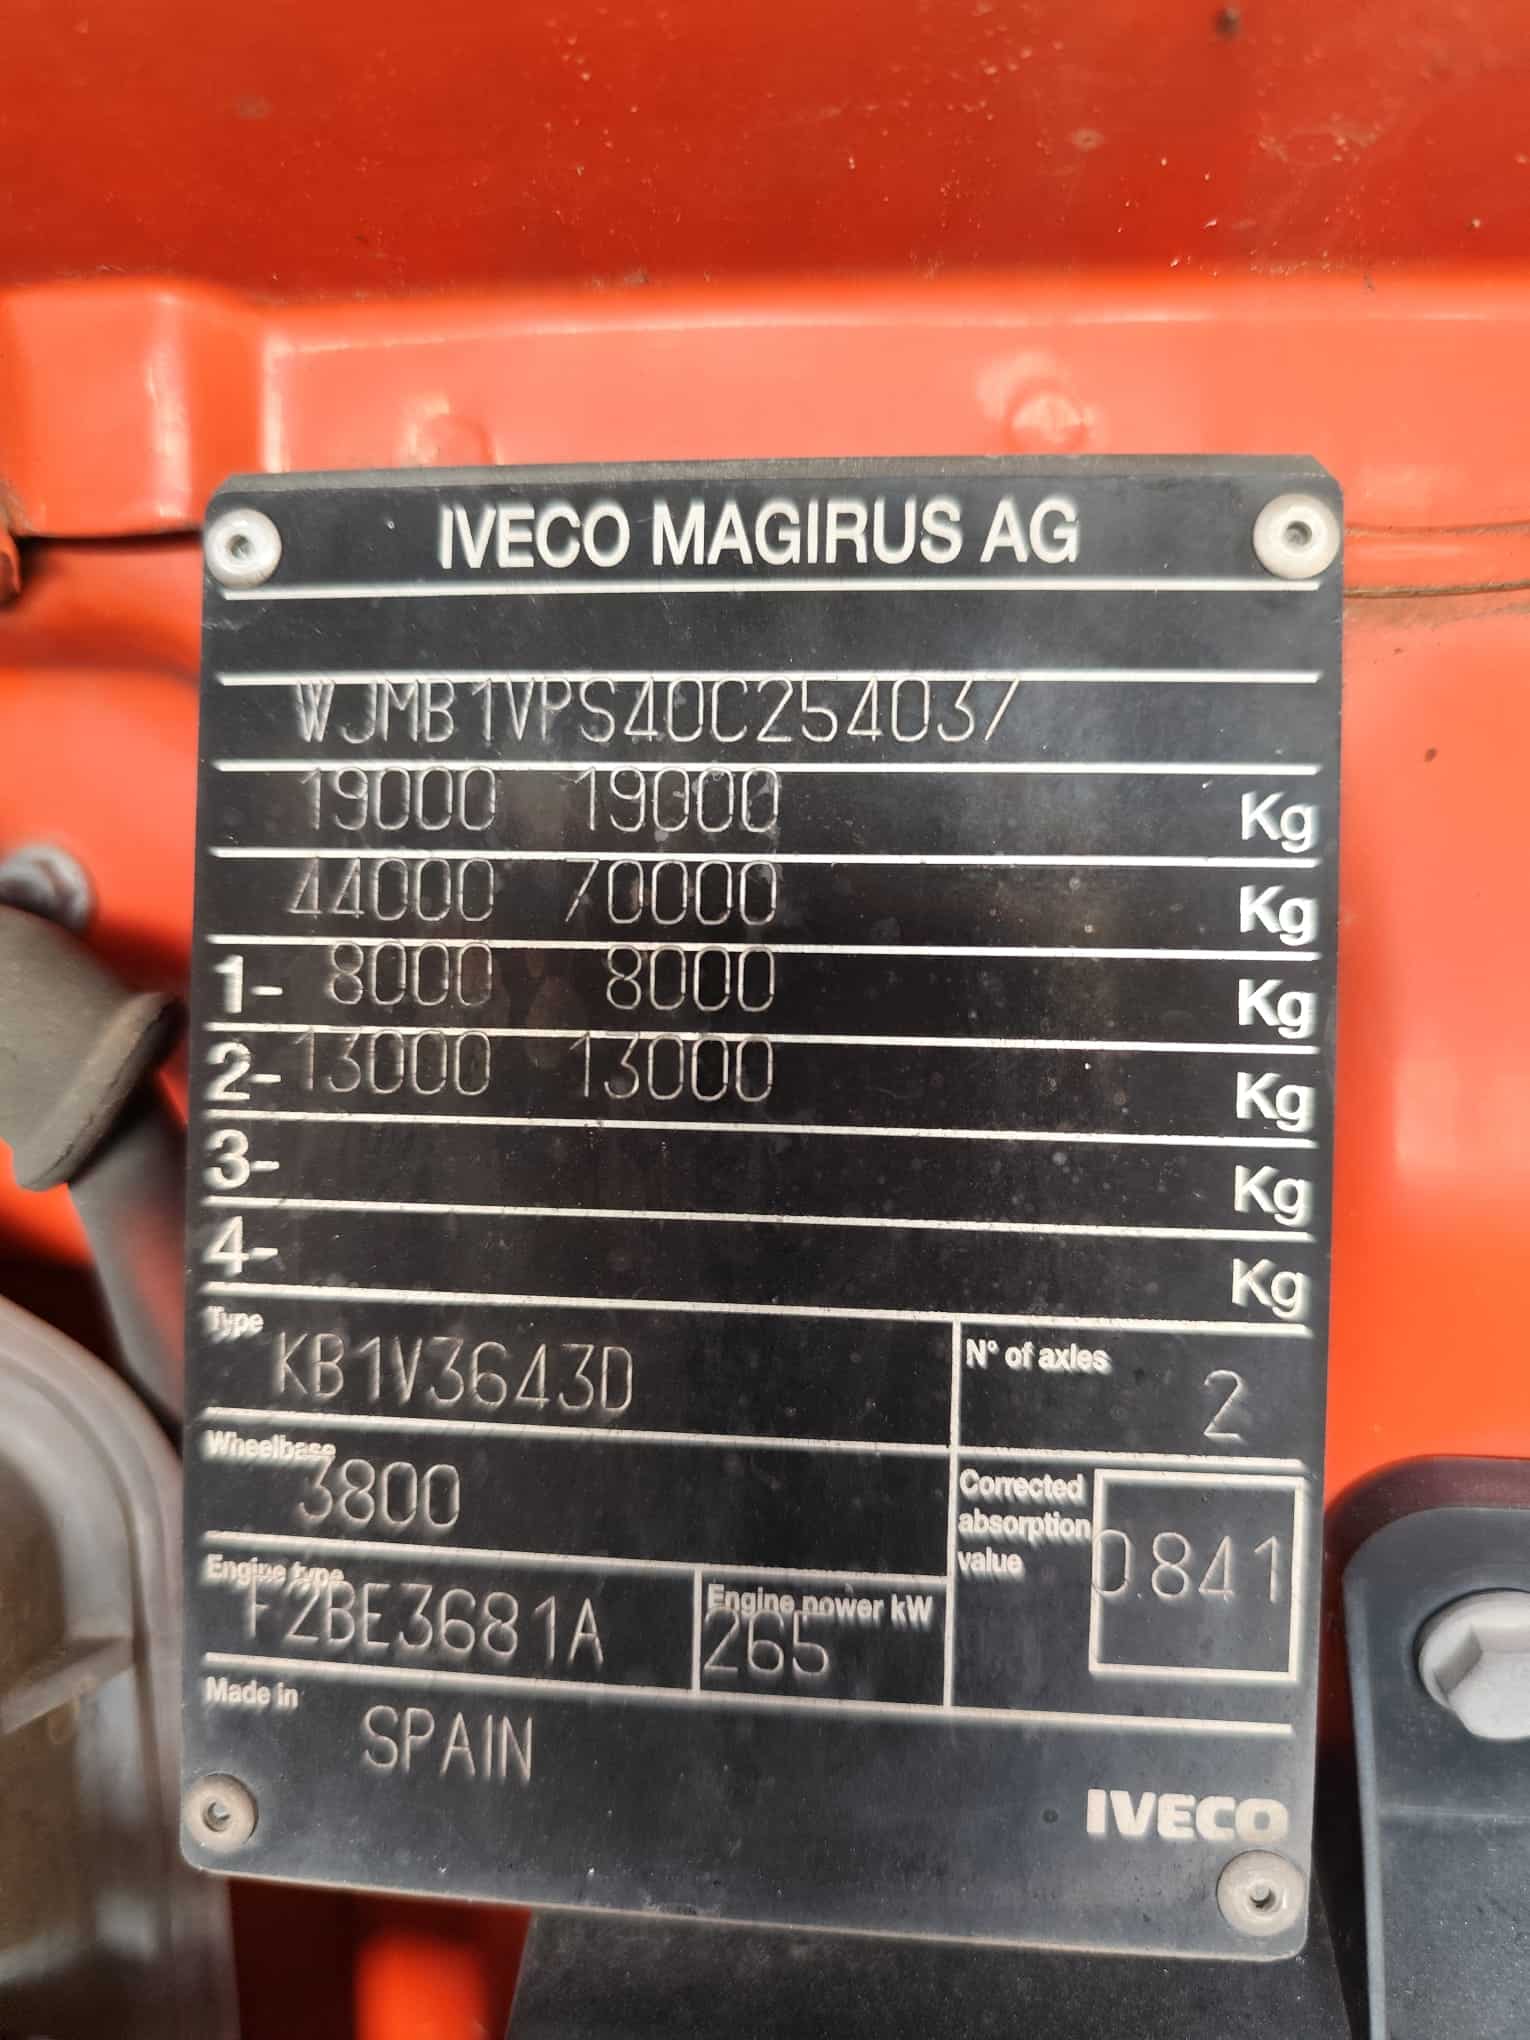 IVECO MAGIRUS AG
WJMB1VPS40C254037
19000 19000 Kg
44000 70000 Kg
1- 8000 8000 Kg
2- 13000 13000 Kg
3- Kg
4- Kg
Type KB1V3643D
N° of axles 2
Wheelbase 3800
Corrected absorption value 0.841
Engine type F2BE3681A
Engine power kW 265
Made in SPAIN
IVECO